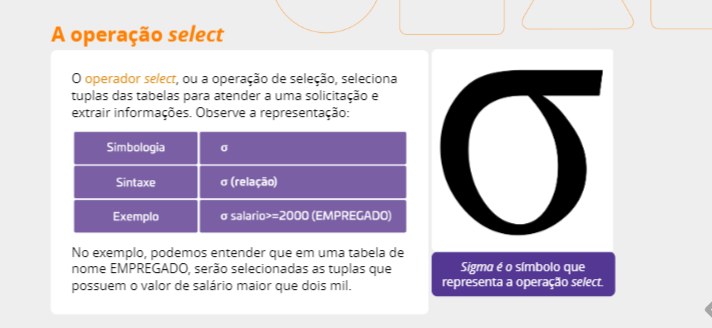 A operação select
O operador select, ou a operação de seleção, seleciona
tuplas das tabelas para atender a uma solicitação e
extrair informações. Observe a representação:
Simbologia σ
Sintaxe σ (relação)
Exemplo σ salario>=2000 (EMPREGADO)
No exemplo, podemos entender que em uma tabela de
nome EMPREGADO, serão selecionadas as tuplas que
possuem o valor de salário maior que dois mil.
σ
Sigma é o símbolo que
representa a operação select.